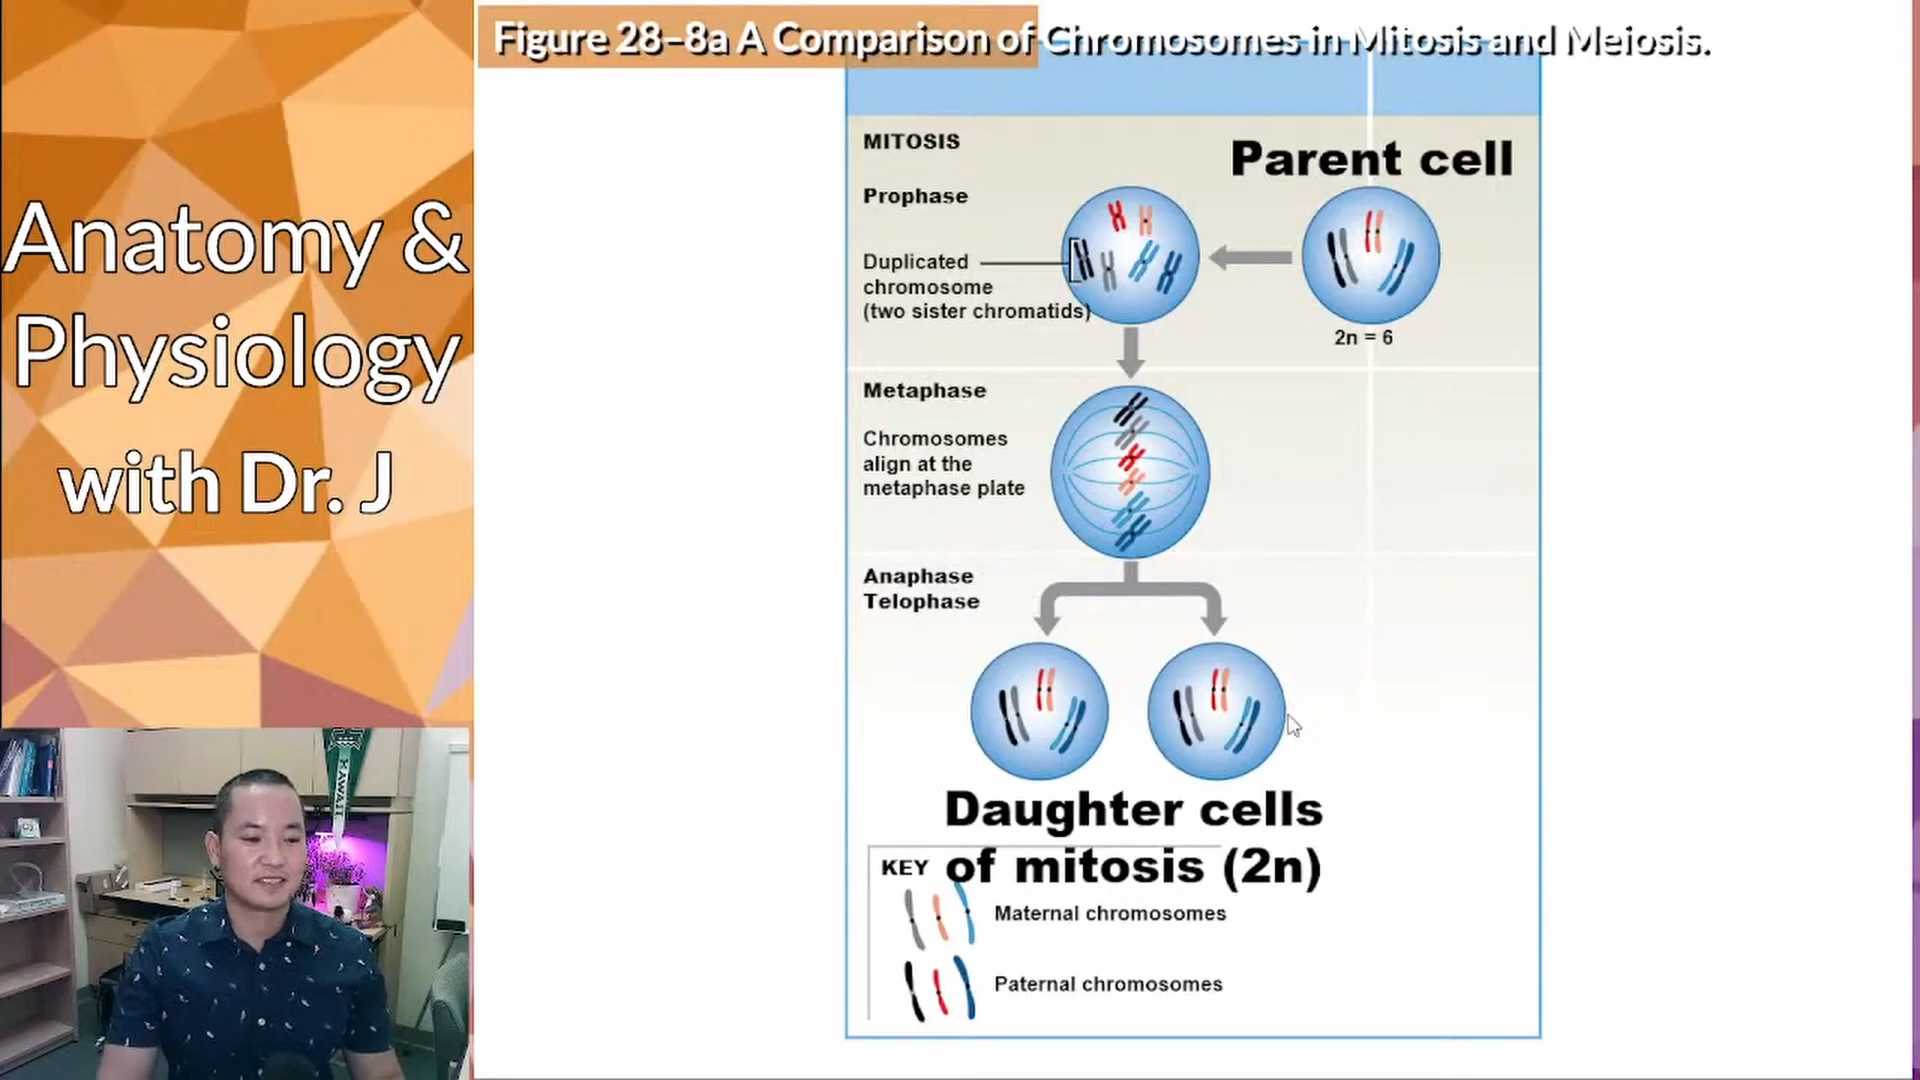 Figure 28–8a A Comparison of Chromosomes in Mitosis and Meiosis.
Anatomy &
Physiology
with Dr. J
MITOSIS
Parent cell
Prophase
Duplicated
chromosome
(two sister chromatids)
2n = 6
Metaphase
Chromosomes
align at the
metaphase plate
Anaphase
Telophase
Daughter cells
of mitosis (2n)
KEY
Maternal chromosomes
Paternal chromosomes
HAWAII